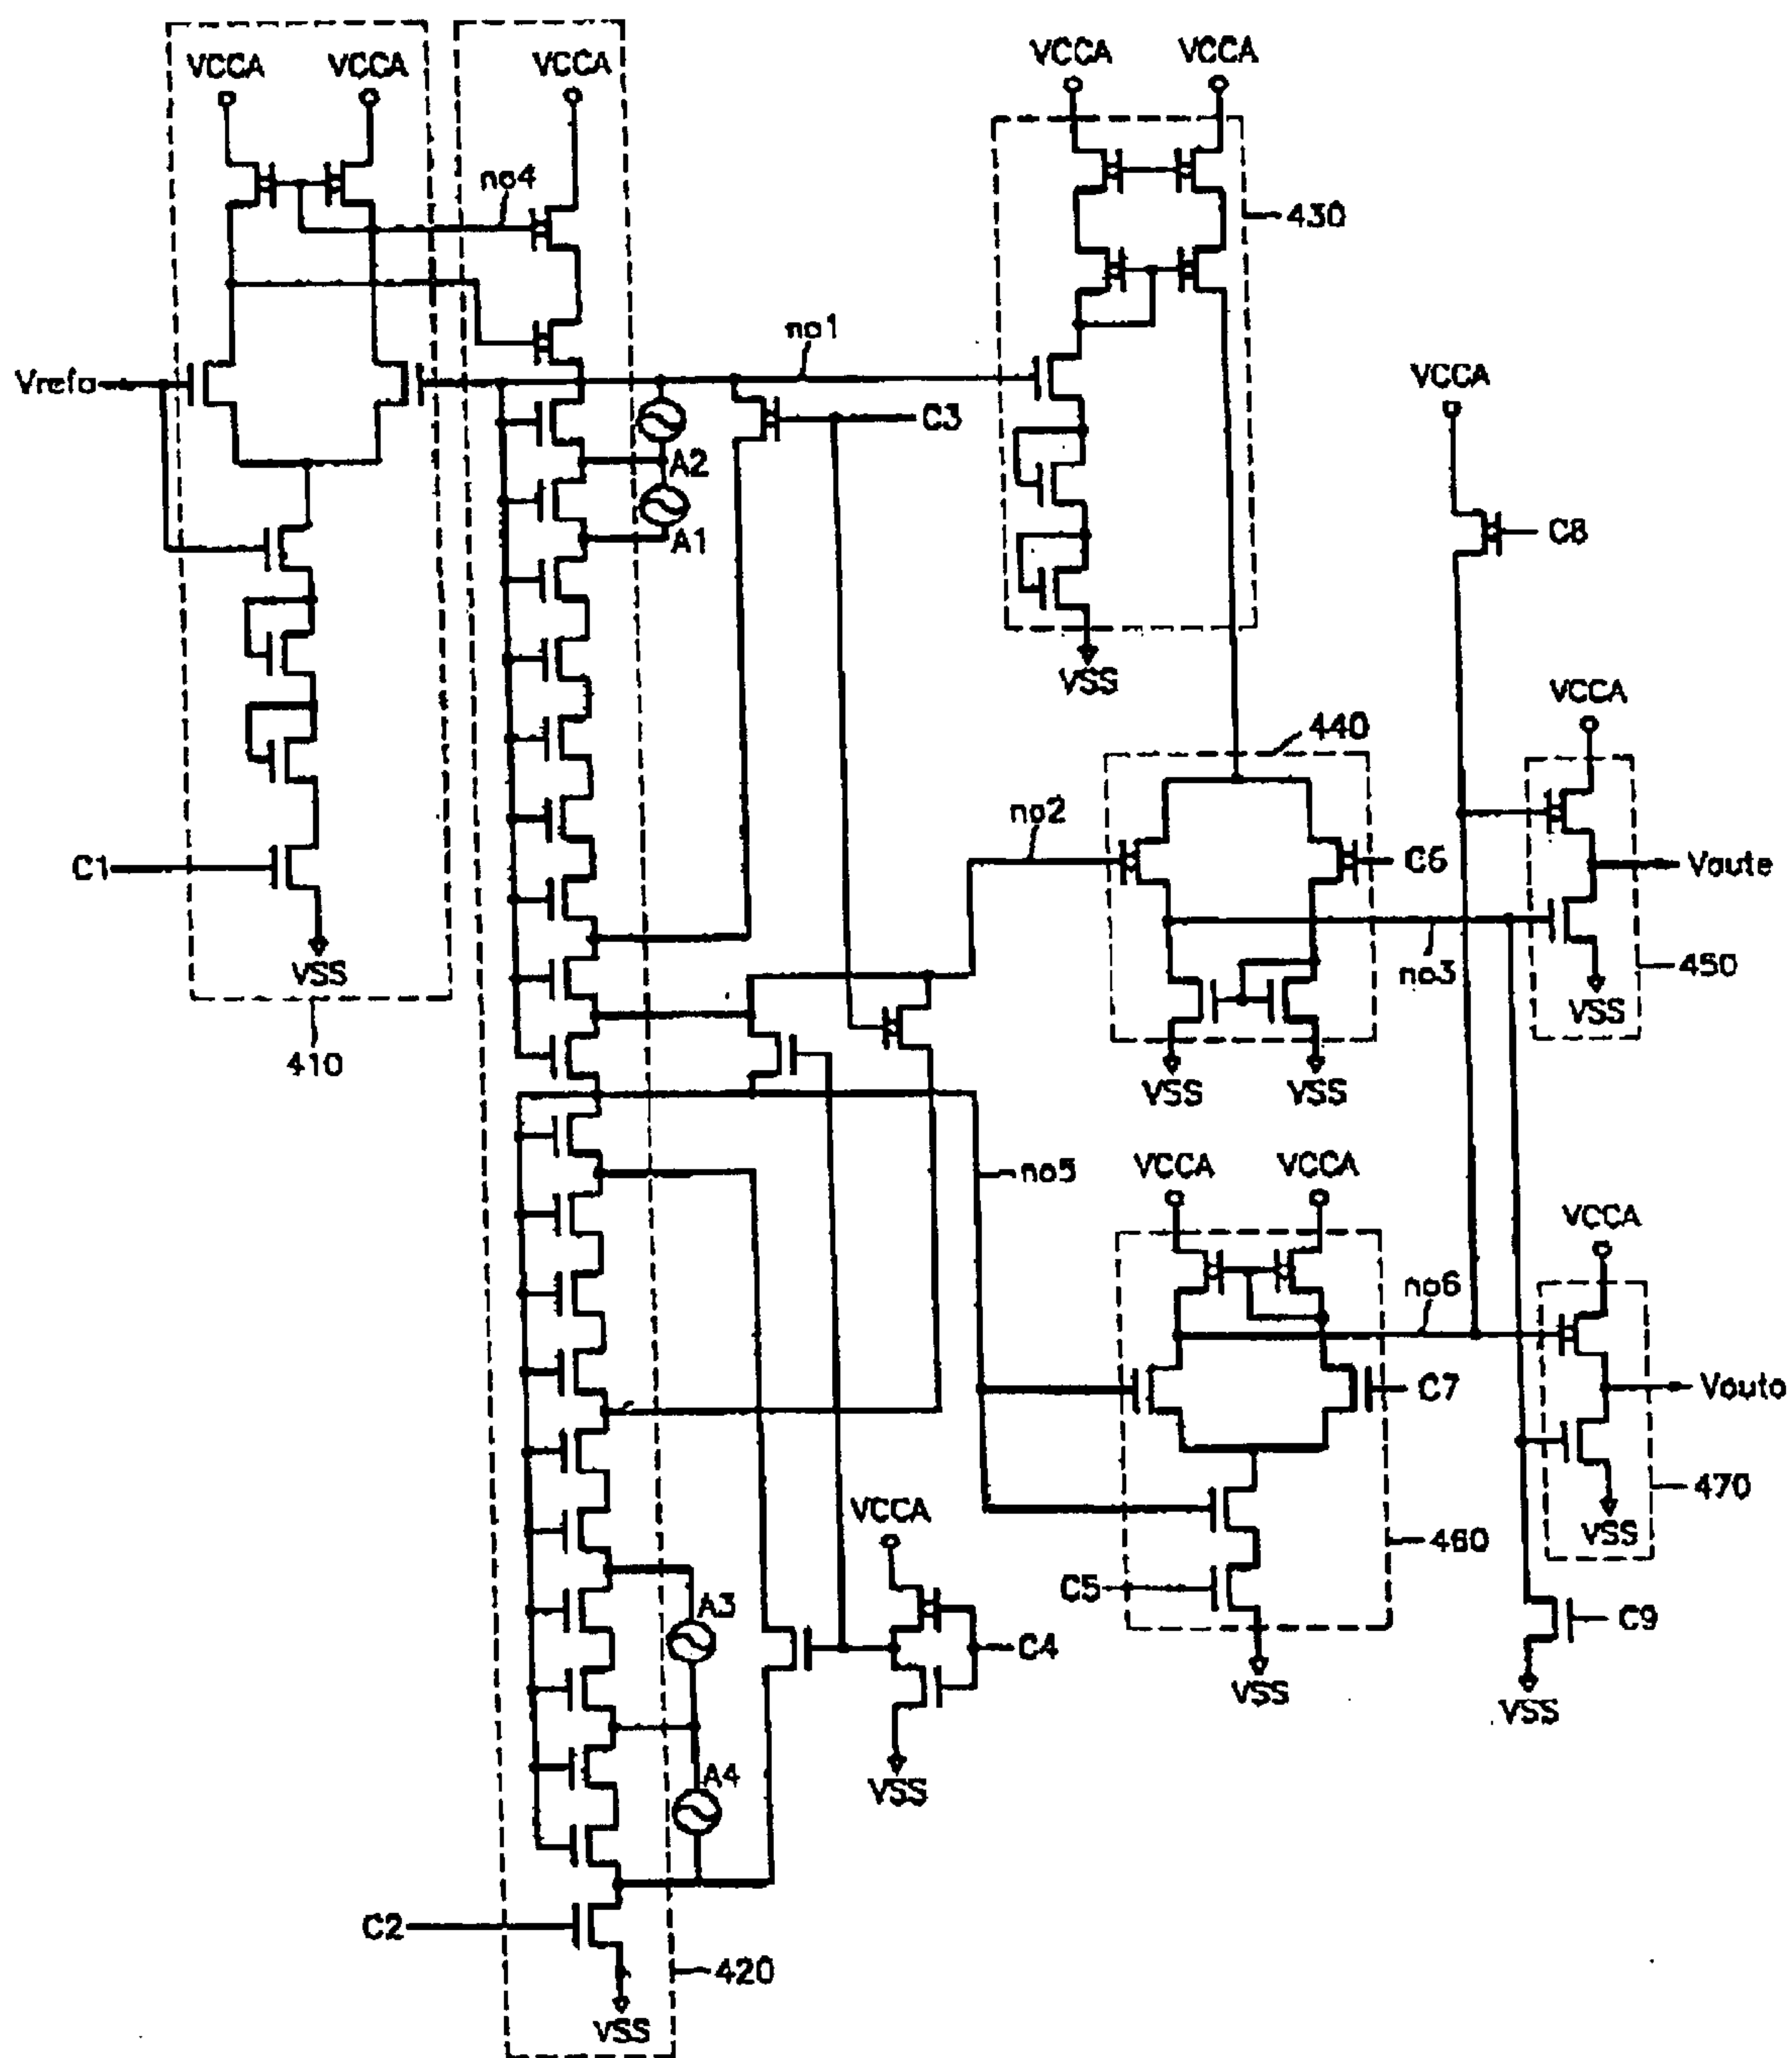 VCCA VCCA VCCA VCCA VCCA
no4
430
no1
Vrefa
VCCA
C3
A2
A1
C8
VSS
VCCA
440
no2
C1
C6
Voute
VSS
no3
450
VSS
410
VSS VSS
no5
VCCA VCCA
VCCA
no6
C7
Vouto
VCCA
470
VSS
460
C5
A3
C4
C9
VSS
VSS
A4
VSS
C2
420
VSS